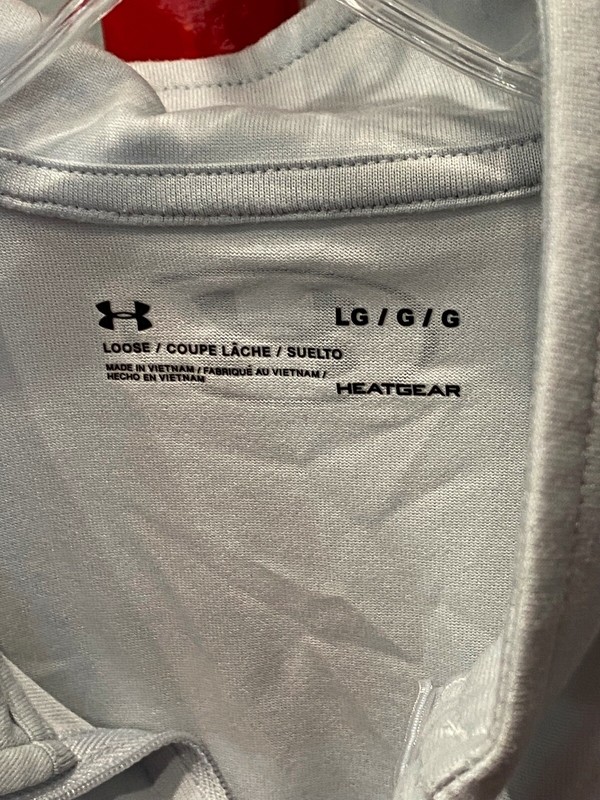 LG / G / G
LOOSE / COUPE LÂCHE / SUELTO
MADE IN VIETNAM / FABRIQUÉ AU VIETNAM /
HECHO EN VIETNAM
HEATGEAR